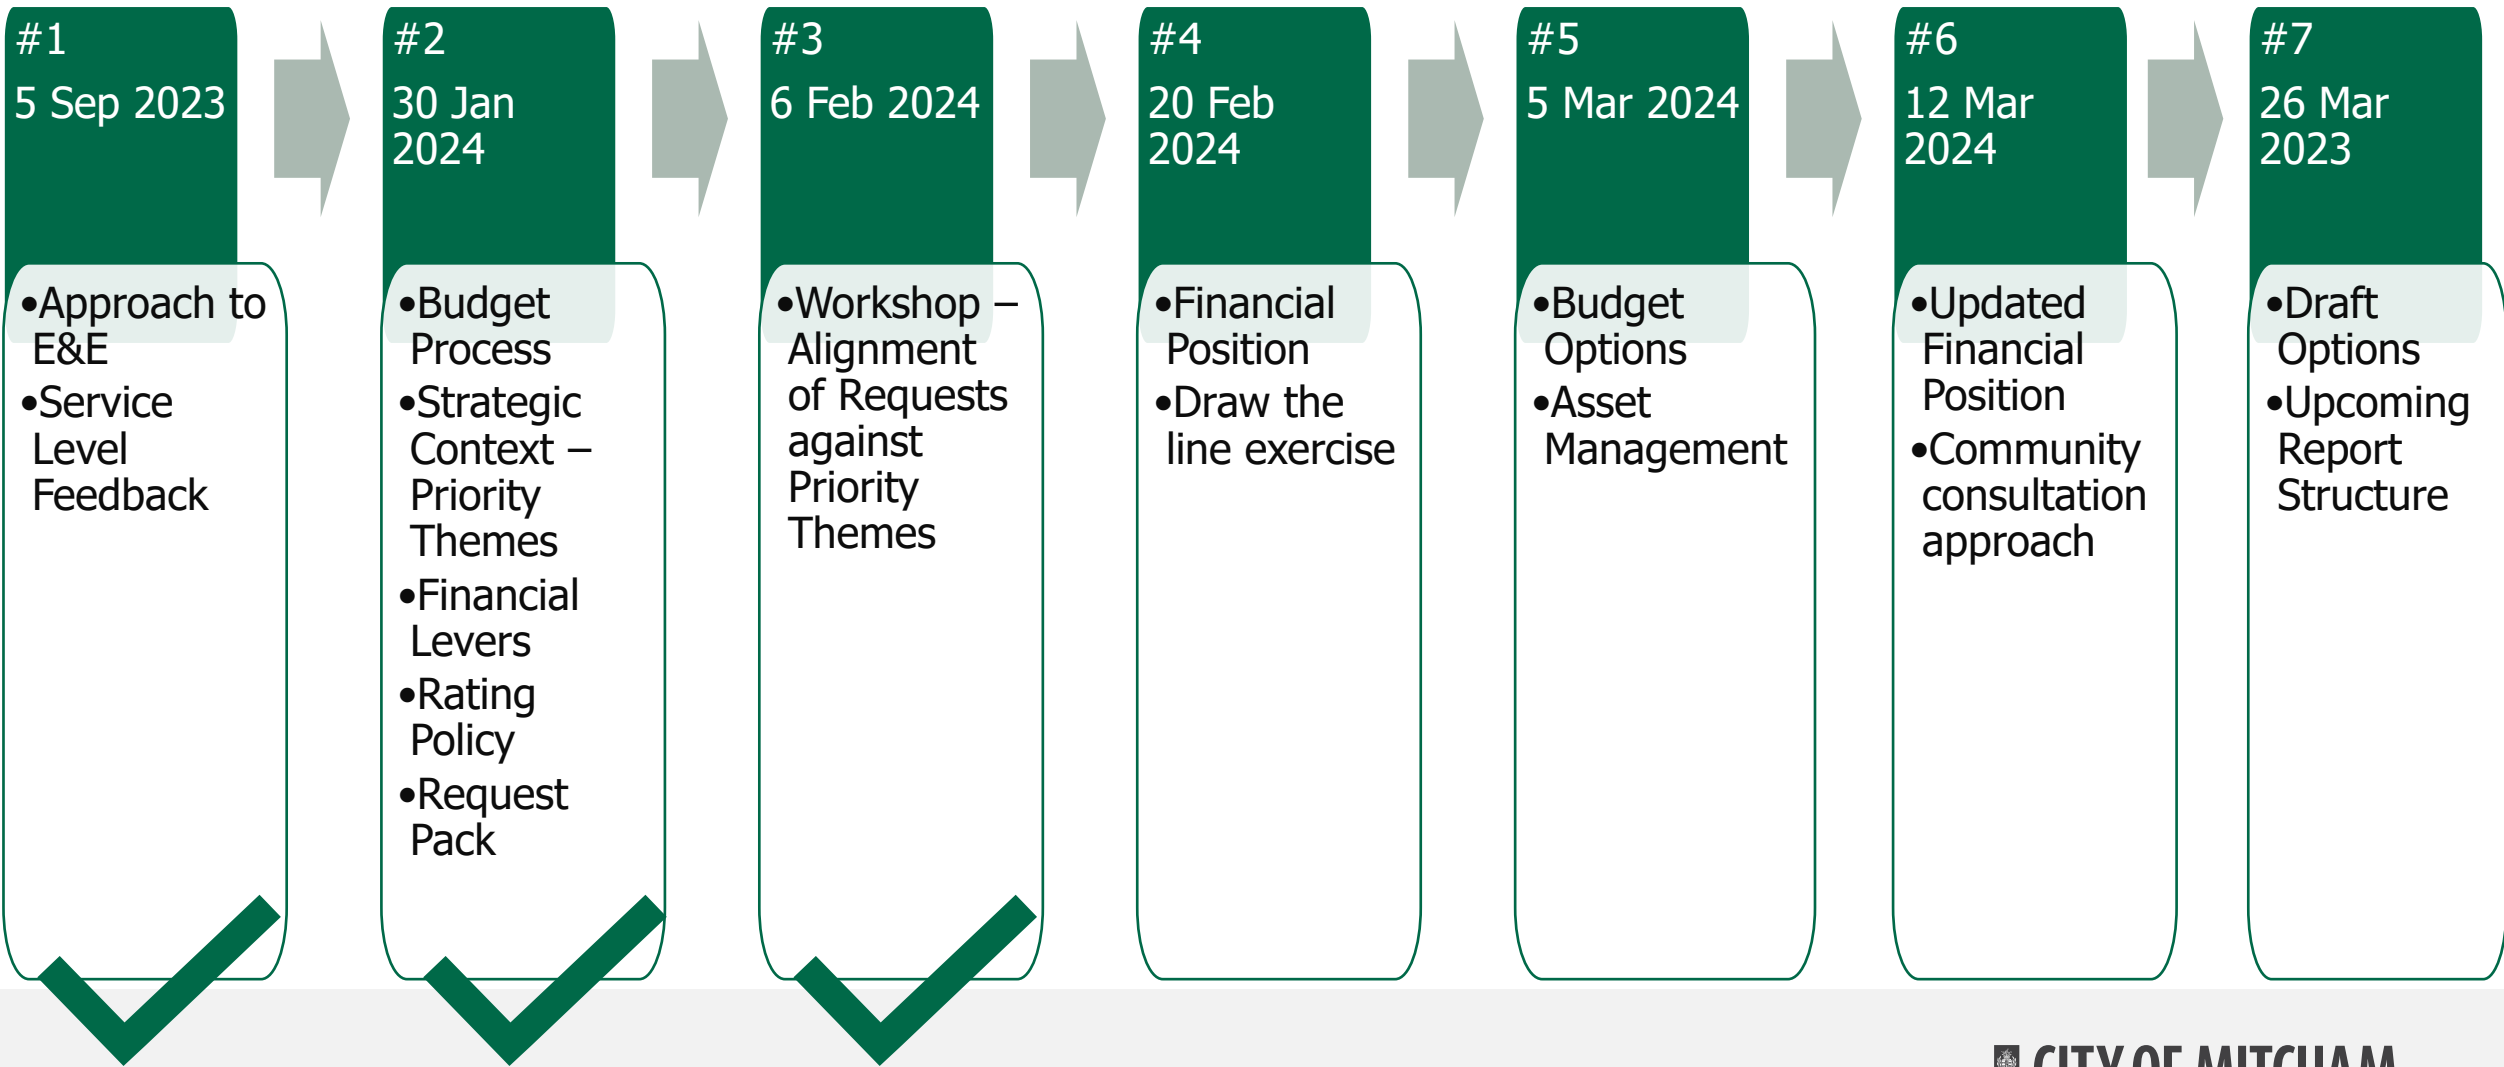 #1
5 Sep 2023
•Approach to
E&E
•Service
Level
Feedback
#2
30 Jan
2024
•Budget
Process
•Strategic
Context –
Priority
Themes
•Financial
Levers
•Rating
Policy
•Request
Pack
#3
6 Feb 2024
•Workshop –
Alignment
of Requests
against
Priority
Themes
#4
20 Feb
2024
•Financial
Position
•Draw the
line exercise
#5
5 Mar 2024
•Budget
Options
•Asset
Management
#6
12 Mar
2024
•Updated
Financial
Position
•Community
consultation
approach
#7
26 Mar
2023
•Draft
Options
•Upcoming
Report
Structure
CITY OF MITCHAM